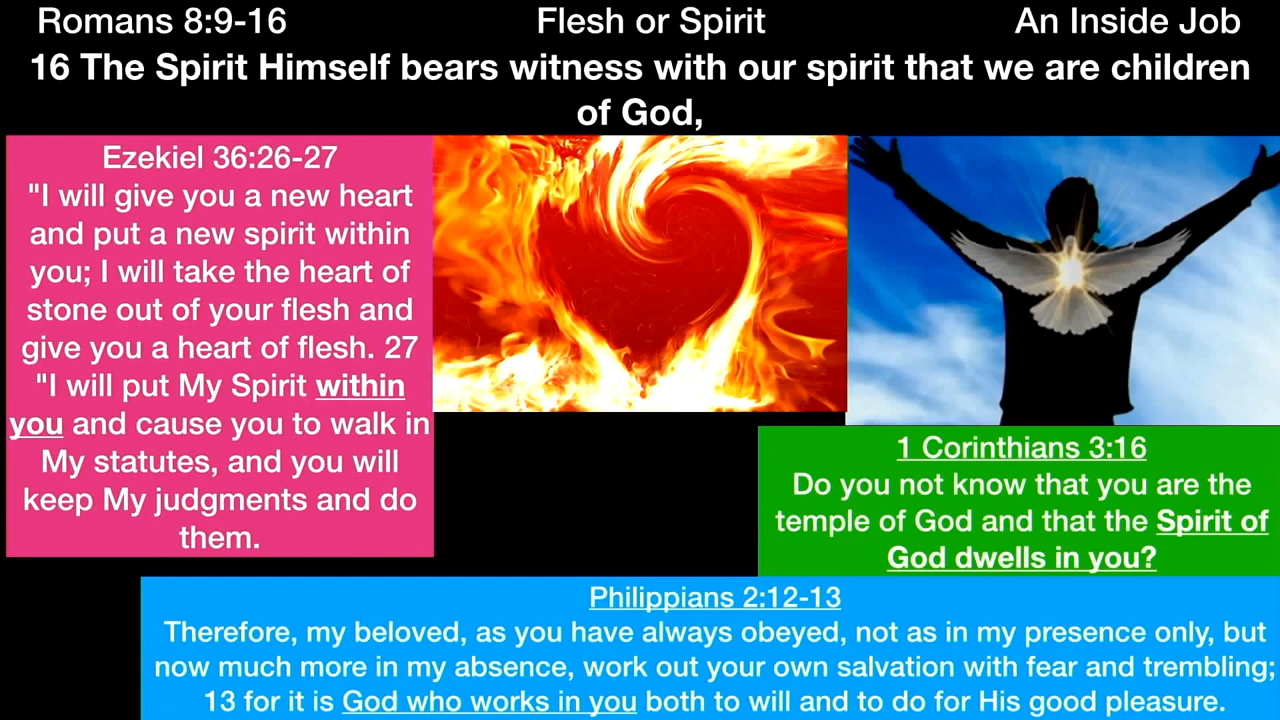 Romans 8:9-16
Flesh or Spirit
An Inside Job
16 The Spirit Himself bears witness with our spirit that we are children
of God,
Ezekiel 36:26-27
"I will give you a new heart
and put a new spirit within
you; I will take the heart of
stone out of your flesh and
give you a heart of flesh. 27
"I will put My Spirit within
you and cause you to walk in
My statutes, and you will
keep My judgments and do
them.
1 Corinthians 3:16
Do you not know that you are the
temple of God and that the Spirit of
God dwells in you?
Philippians 2:12-13
Therefore, my beloved, as you have always obeyed, not as in my presence only, but
now much more in my absence, work out your own salvation with fear and trembling;
13 for it is God who works in you both to will and to do for His good pleasure.